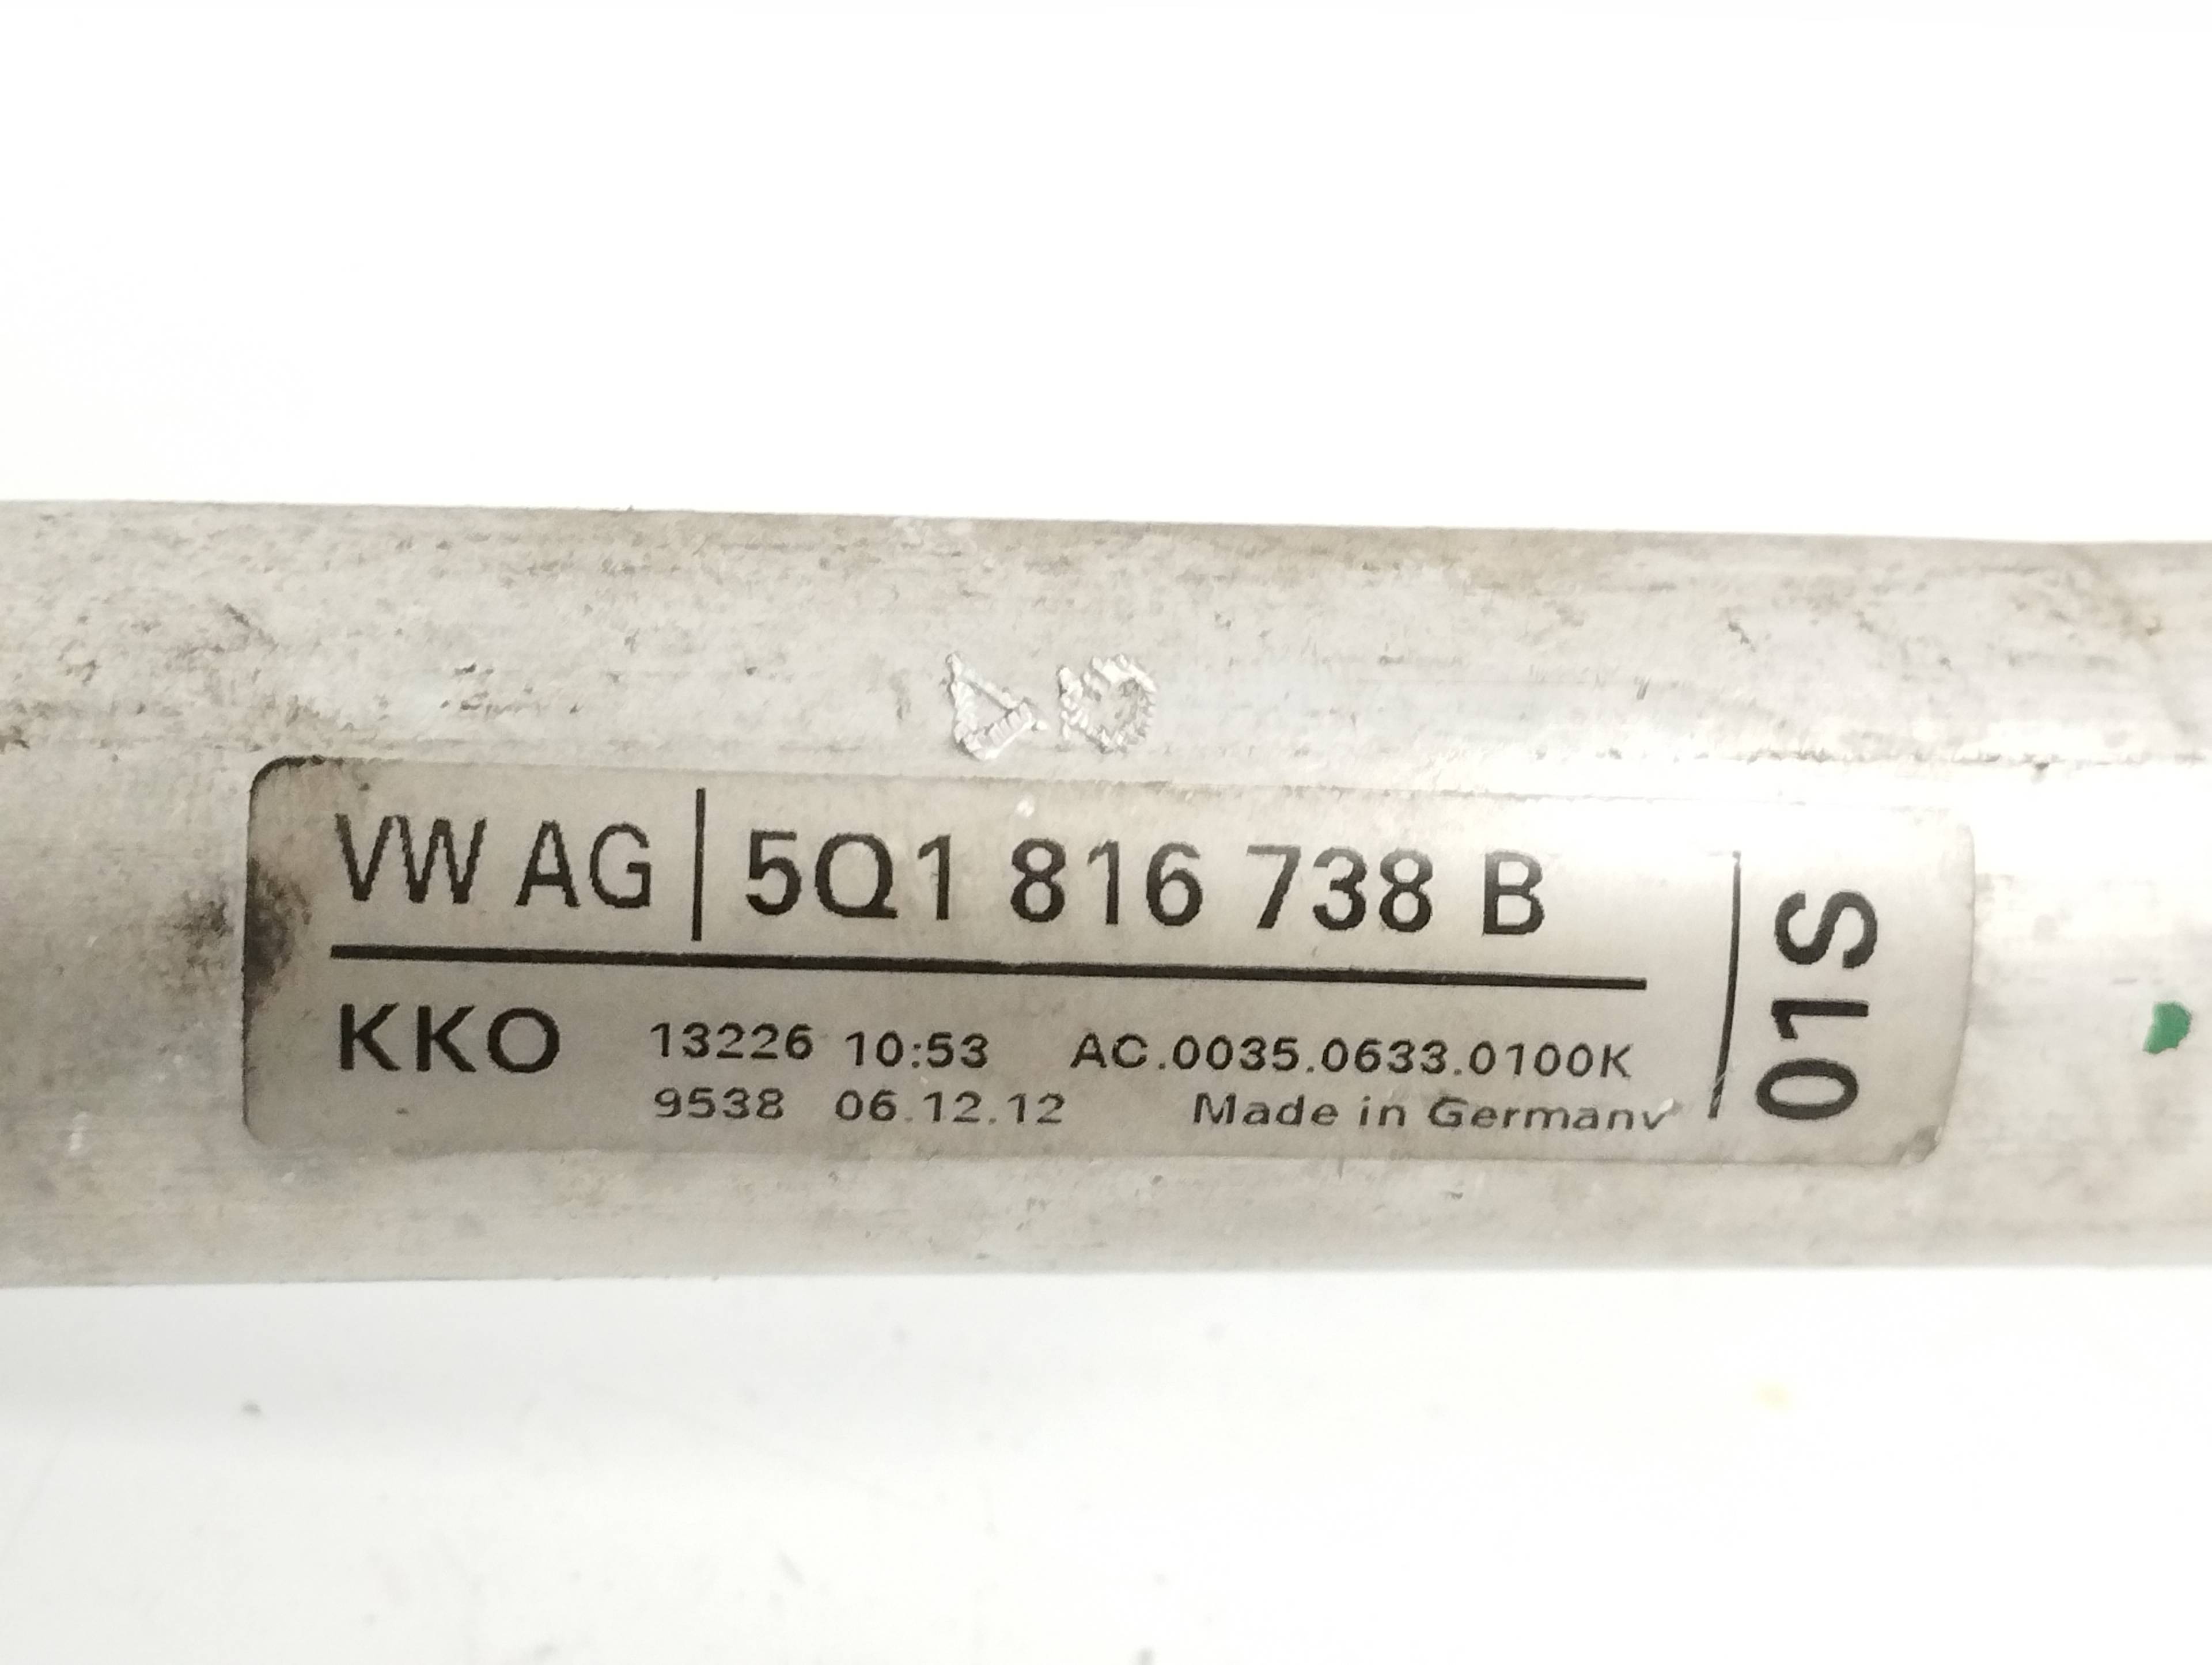 VW AG 5Q1 816 738 B
KKO 13226 10:53 AC.0035.0633.0100K
9538 06.12.12 Made in Germany
01S